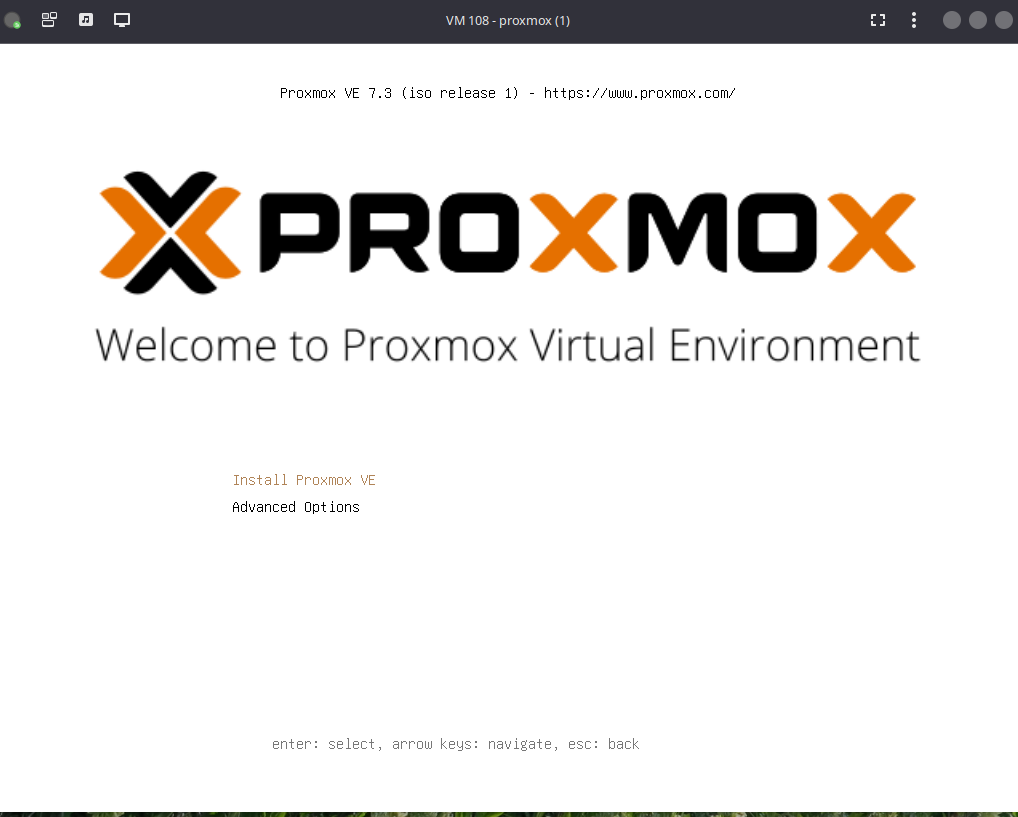 VM 108 - proxmox (1)
Proxmox VE 7.3 (iso release 1) - https://www.proxmox.com/
PROXMOX
Welcome to Proxmox Virtual Environment
Install Proxmox VE
Advanced Options
enter: select, arrow keys: navigate, esc: back